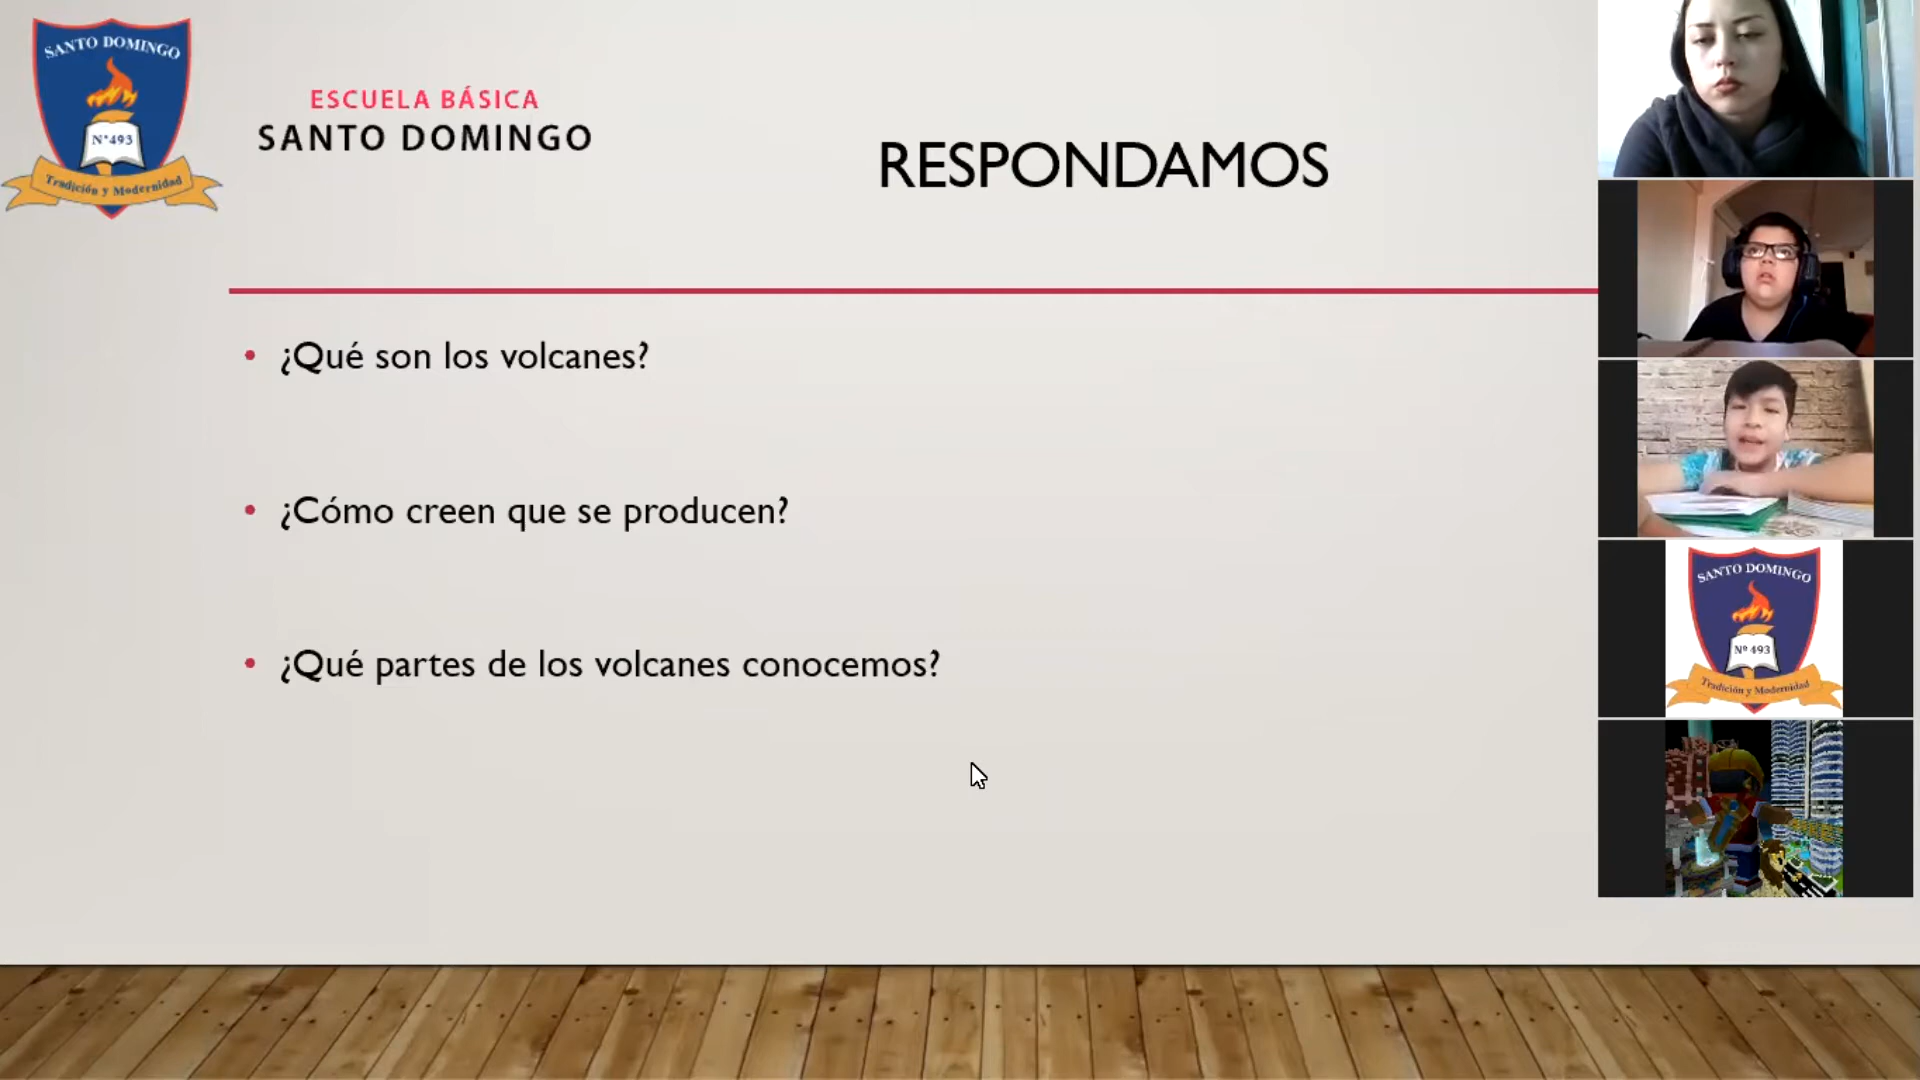 SANTO DOMINGO
N°493
Tradición y Modernidad
ESCUELA BÁSICA
SANTO DOMINGO
RESPONDAMOS
• ¿Qué son los volcanes?
• ¿Cómo creen que se producen?
• ¿Qué partes de los volcanes conocemos?
SANTO DOMINGO
Nº 493
Tradición y Modernidad